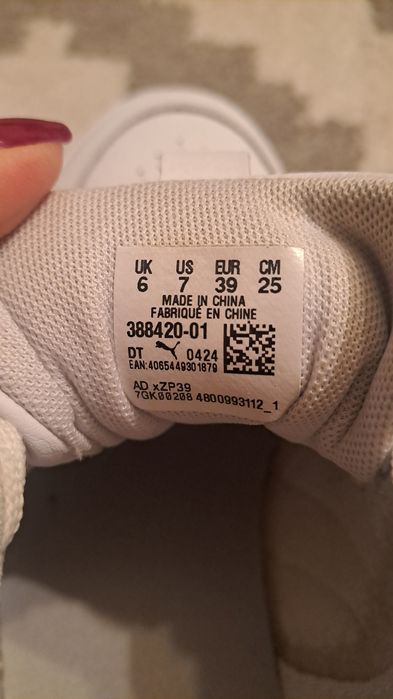 UK US EUR CM
6 7 39 25
MADE IN CHINA
FABRIQUÉ EN CHINE
388420-01
DT 0424
EAN:4065449301879
AD xZP39
7GK00208 4800993112_1